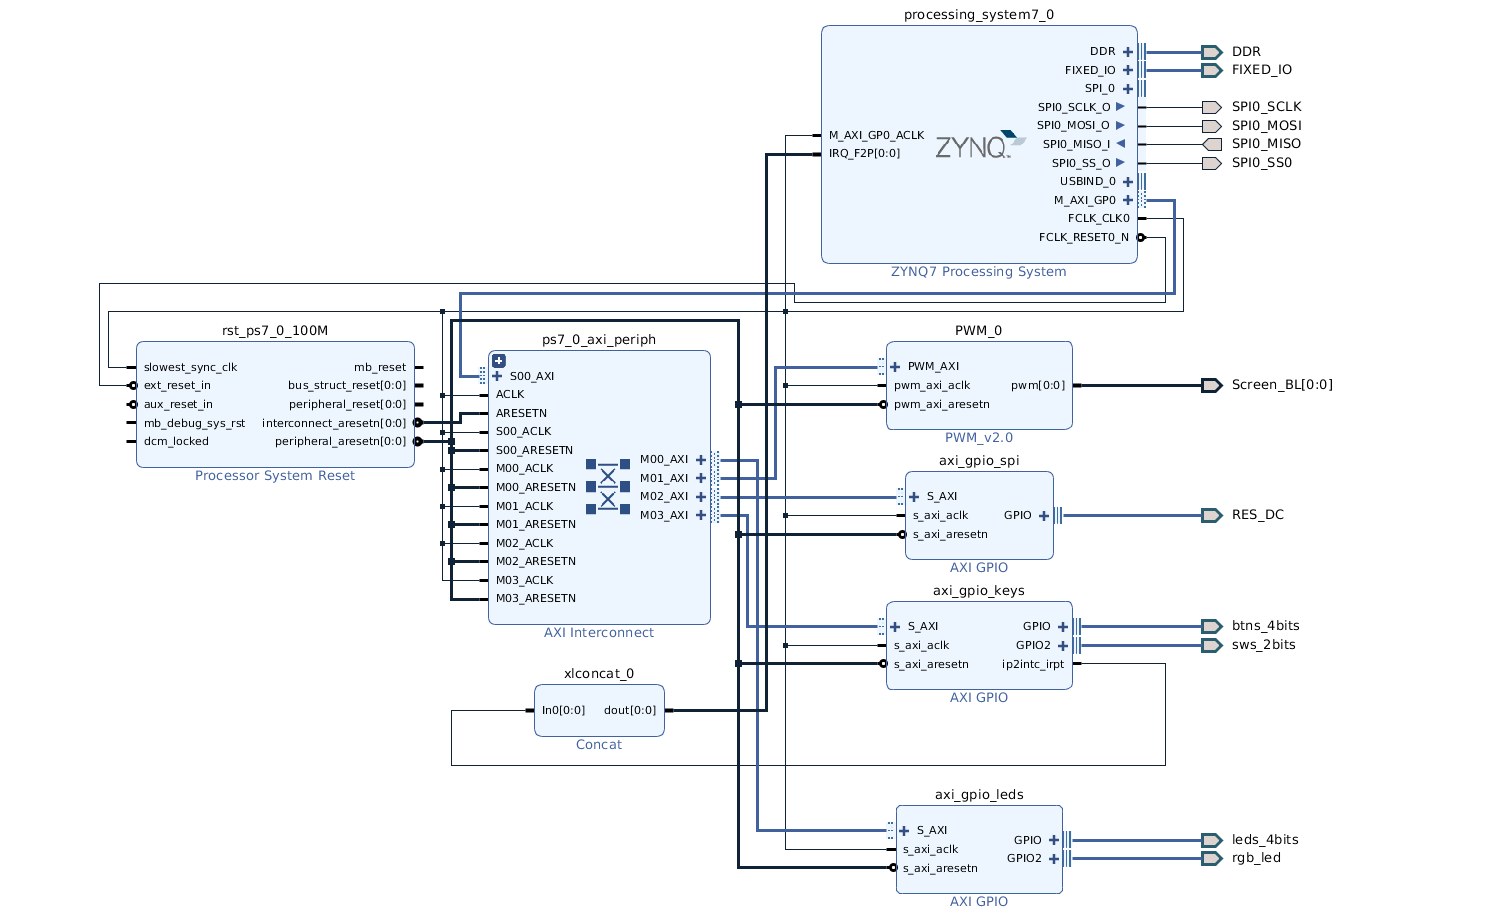 processing_system7_0
DDR
FIXED_IO
SPI_0
SPI0_SCLK_O
SPI0_MOSI_O
SPI0_MISO_I
SPI0_SS_O
USBIND_0
M_AXI_GP0
FCLK_CLK0
FCLK_RESET0_N
M_AXI_GP0_ACLK
IRQ_F2P[0:0]
ZYNQ
ZYNQ7 Processing System
DDR
FIXED_IO
SPI0_SCLK
SPI0_MOSI
SPI0_MISO
SPI0_SS0
rst_ps7_0_100M
slowest_sync_clk
ext_reset_in
aux_reset_in
mb_debug_sys_rst
dcm_locked
mb_reset
bus_struct_reset[0:0]
peripheral_reset[0:0]
interconnect_aresetn[0:0]
peripheral_aresetn[0:0]
Processor System Reset
ps7_0_axi_periph
S00_AXI
ACLK
ARESETN
S00_ACLK
S00_ARESETN
M00_ACLK
M00_ARESETN
M01_ACLK
M01_ARESETN
M02_ACLK
M02_ARESETN
M03_ACLK
M03_ARESETN
M00_AXI
M01_AXI
M02_AXI
M03_AXI
AXI Interconnect
PWM_0
PWM_AXI
pwm_axi_aclk
pwm_axi_aresetn
pwm[0:0]
PWM_v2.0
Screen_BL[0:0]
axi_gpio_spi
S_AXI
s_axi_aclk
s_axi_aresetn
GPIO
AXI GPIO
RES_DC
axi_gpio_keys
S_AXI
s_axi_aclk
s_axi_aresetn
GPIO
GPIO2
ip2intc_irpt
AXI GPIO
btns_4bits
sws_2bits
xlconcat_0
In0[0:0]
dout[0:0]
Concat
axi_gpio_leds
S_AXI
s_axi_aclk
s_axi_aresetn
GPIO
GPIO2
AXI GPIO
leds_4bits
rgb_led